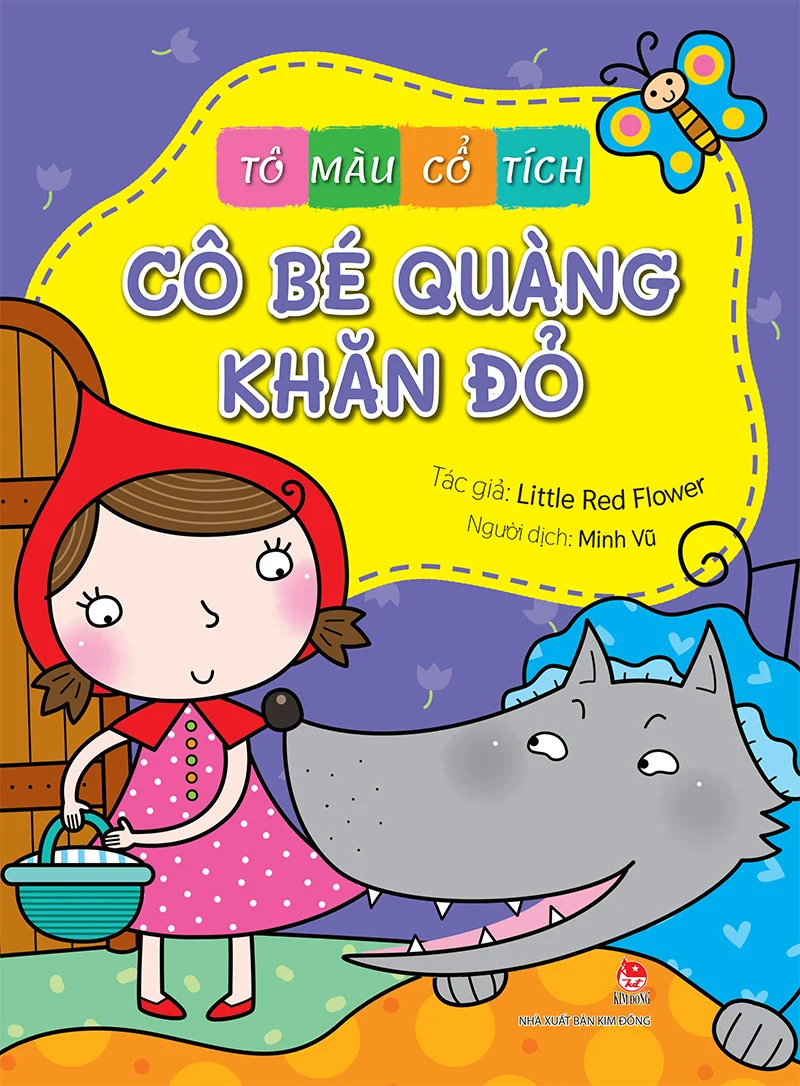 TÔ MÀU CỔ TÍCH
CÔ BÉ QUÀNG
KHĂN ĐỎ
Tác giả: Little Red Flower
Người dịch: Minh Vũ
KIM ĐỒNG
NHÀ XUẤT BẢN KIM ĐỒNG